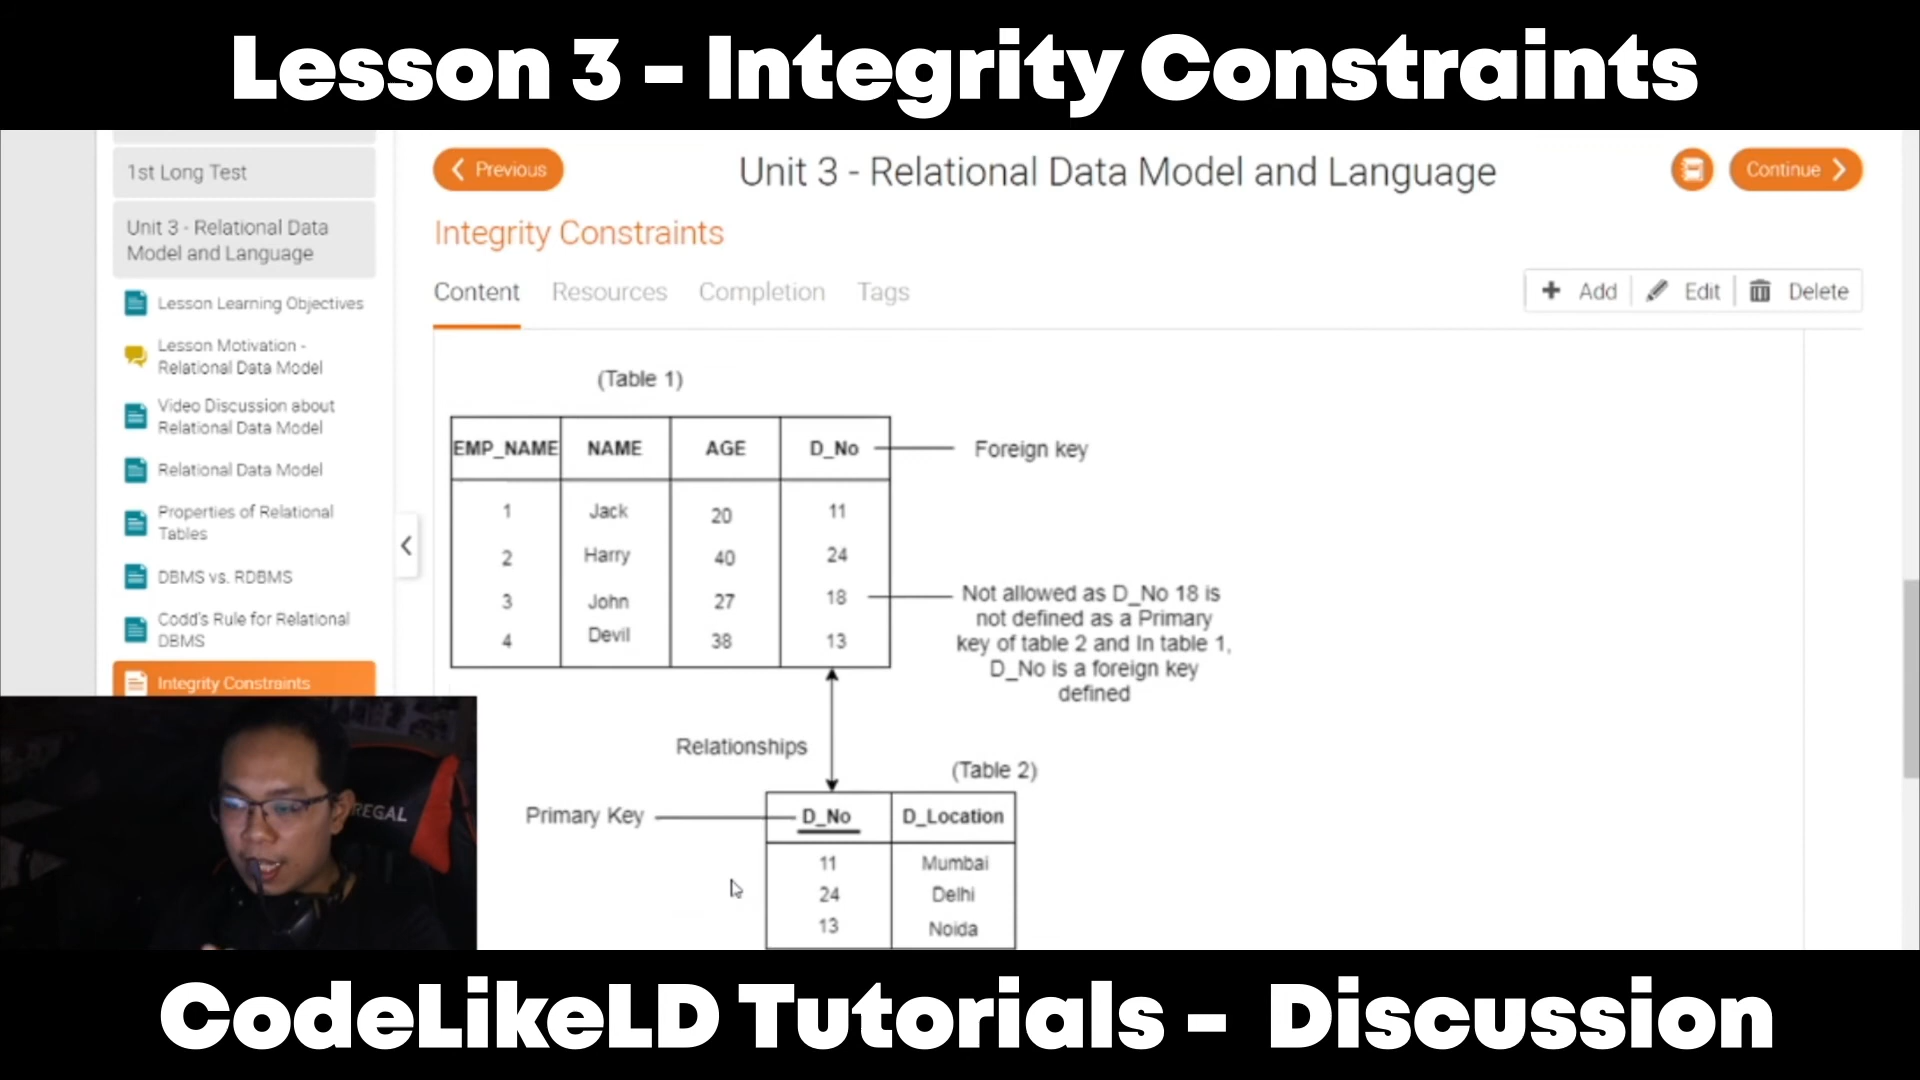 Lesson 3 - Integrity Constraints
1st Long Test
Unit 3 - Relational Data
Model and Language
Lesson Learning Objectives
Lesson Motivation -
Relational Data Model
Video Discussion about
Relational Data Model
Relational Data Model
Properties of Relational
Tables
DBMS vs. RDBMS
Codd's Rule for Relational
DBMS
Integrity Constraints
Previous
Unit 3 - Relational Data Model and Language
Continue
Integrity Constraints
Content Resources Completion Tags
Add Edit Delete
(Table 1)
EMP_NAME NAME AGE D_No
Foreign key
1 Jack 20 11
2 Harry 40 24
3 John 27 18
4 Devil 38 13
Not allowed as D_No 18 is
not defined as a Primary
key of table 2 and In table 1,
D_No is a foreign key
defined
Relationships
(Table 2)
Primary Key
D_No D_Location
11 Mumbai
24 Delhi
13 Noida
REGAL
CodeLikeLD Tutorials - Discussion